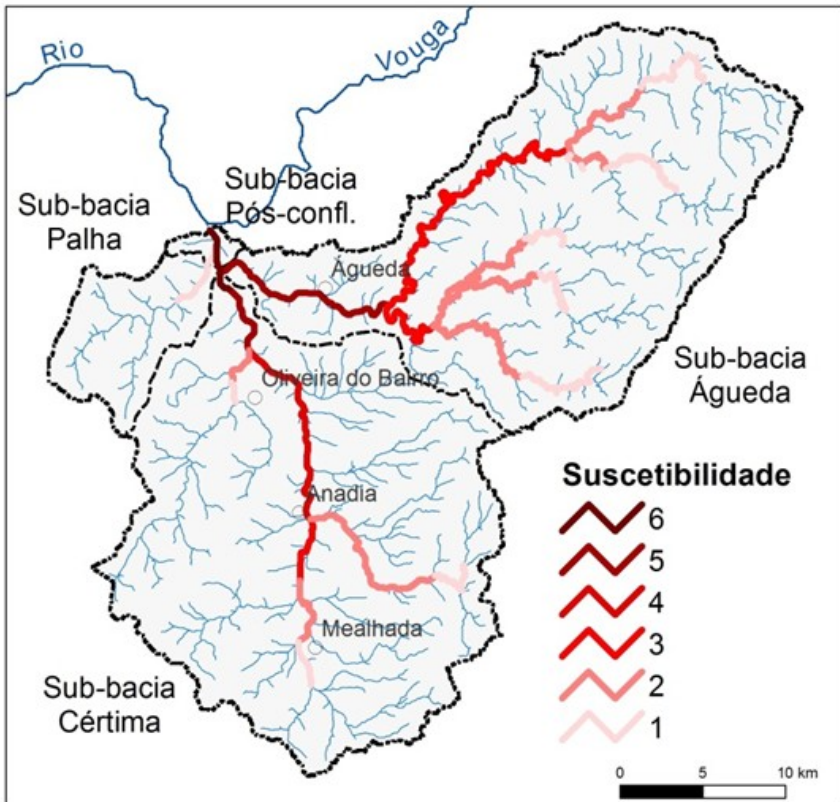 Rio
Vouga
Sub-bacia
Pós-confl.
Sub-bacia
Palha
Águeda
Sub-bacia
Águeda
Oliveira do Bairro
Anadia
Mealhada
Sub-bacia
Cértima
Suscetibilidade
6
5
4
3
2
1
0 5 10 km